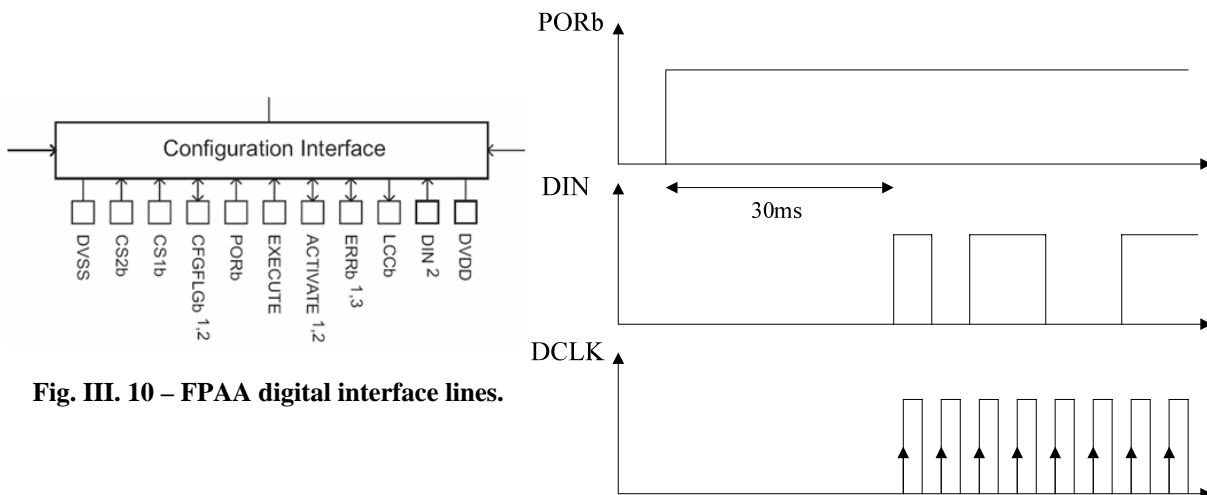 Configuration Interface
DVSS
CS2b
CS1b
CFGFLGb 1,2
PORb
EXECUTE
ACTIVATE 1,2
ERRb 1,3
LCCb
DIN 2
DVDD
Fig. III. 10 – FPAA digital interface lines.
PORb
DIN
30ms
DCLK